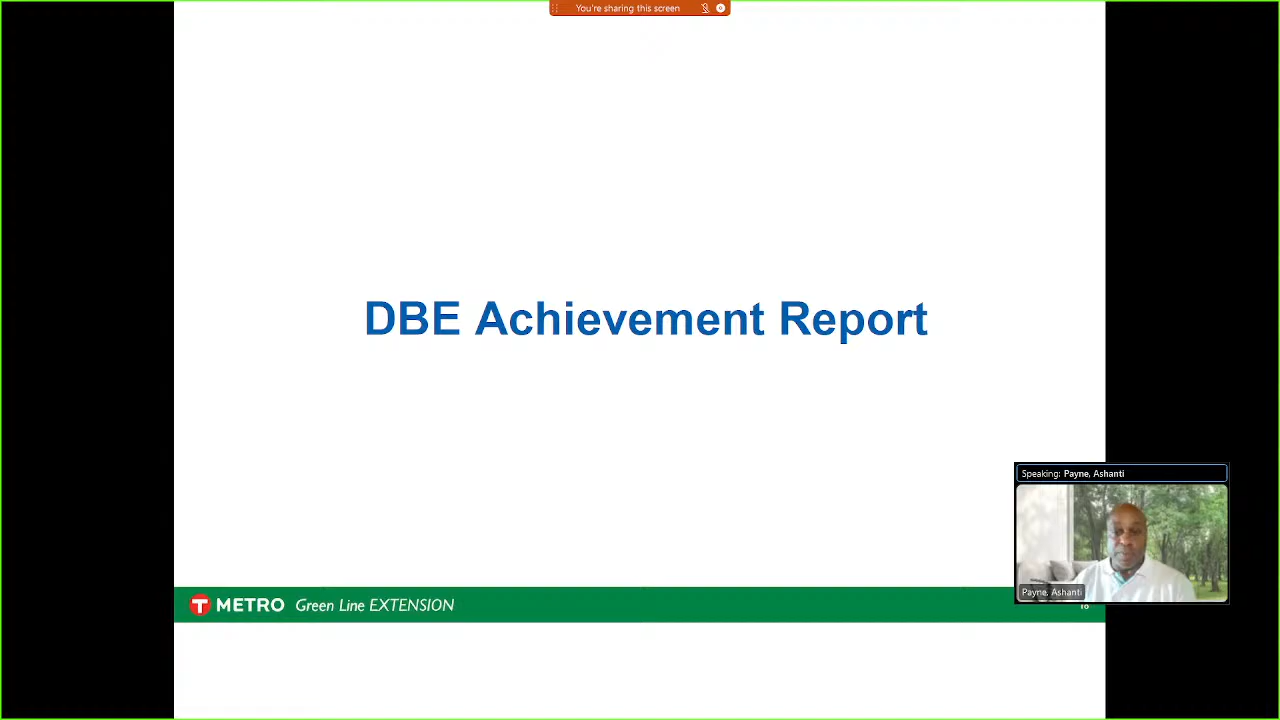 You're sharing this screen
DBE Achievement Report
Speaking: Payne, Ashanti
Payne, Ashanti
T METRO Green Line EXTENSION